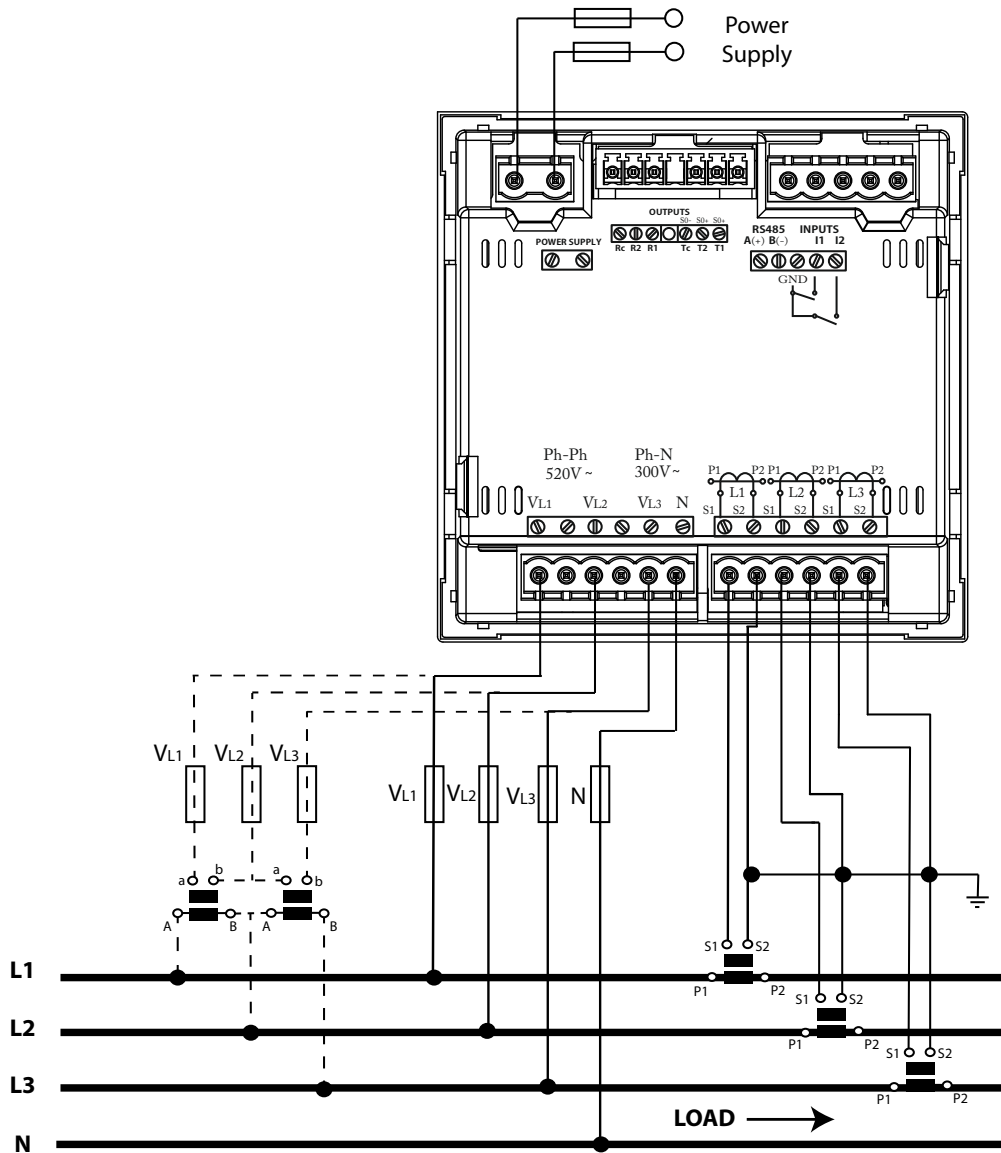 Power
Supply
OUTPUTS
S0- S0+ S0+
Rc R2 R1 Tc T2 T1
POWER SUPPLY
RS485 INPUTS
A(+) B(-) I1 I2
GND
Ph-Ph Ph-N
520V ~ 300V ~
P1 P2 P1 P2 P1 P2
L1 L2 L3
VL1 VL2 VL3 N
S1 S2 S1 S2 S1 S2
VL1 VL2 VL3
VL1 VL2 VL3 N
a b a b
A B A B
S1 S2
L1
P1 P2
S1 S2
L2
P1 P2
S1 S2
L3
P1 P2
LOAD
N